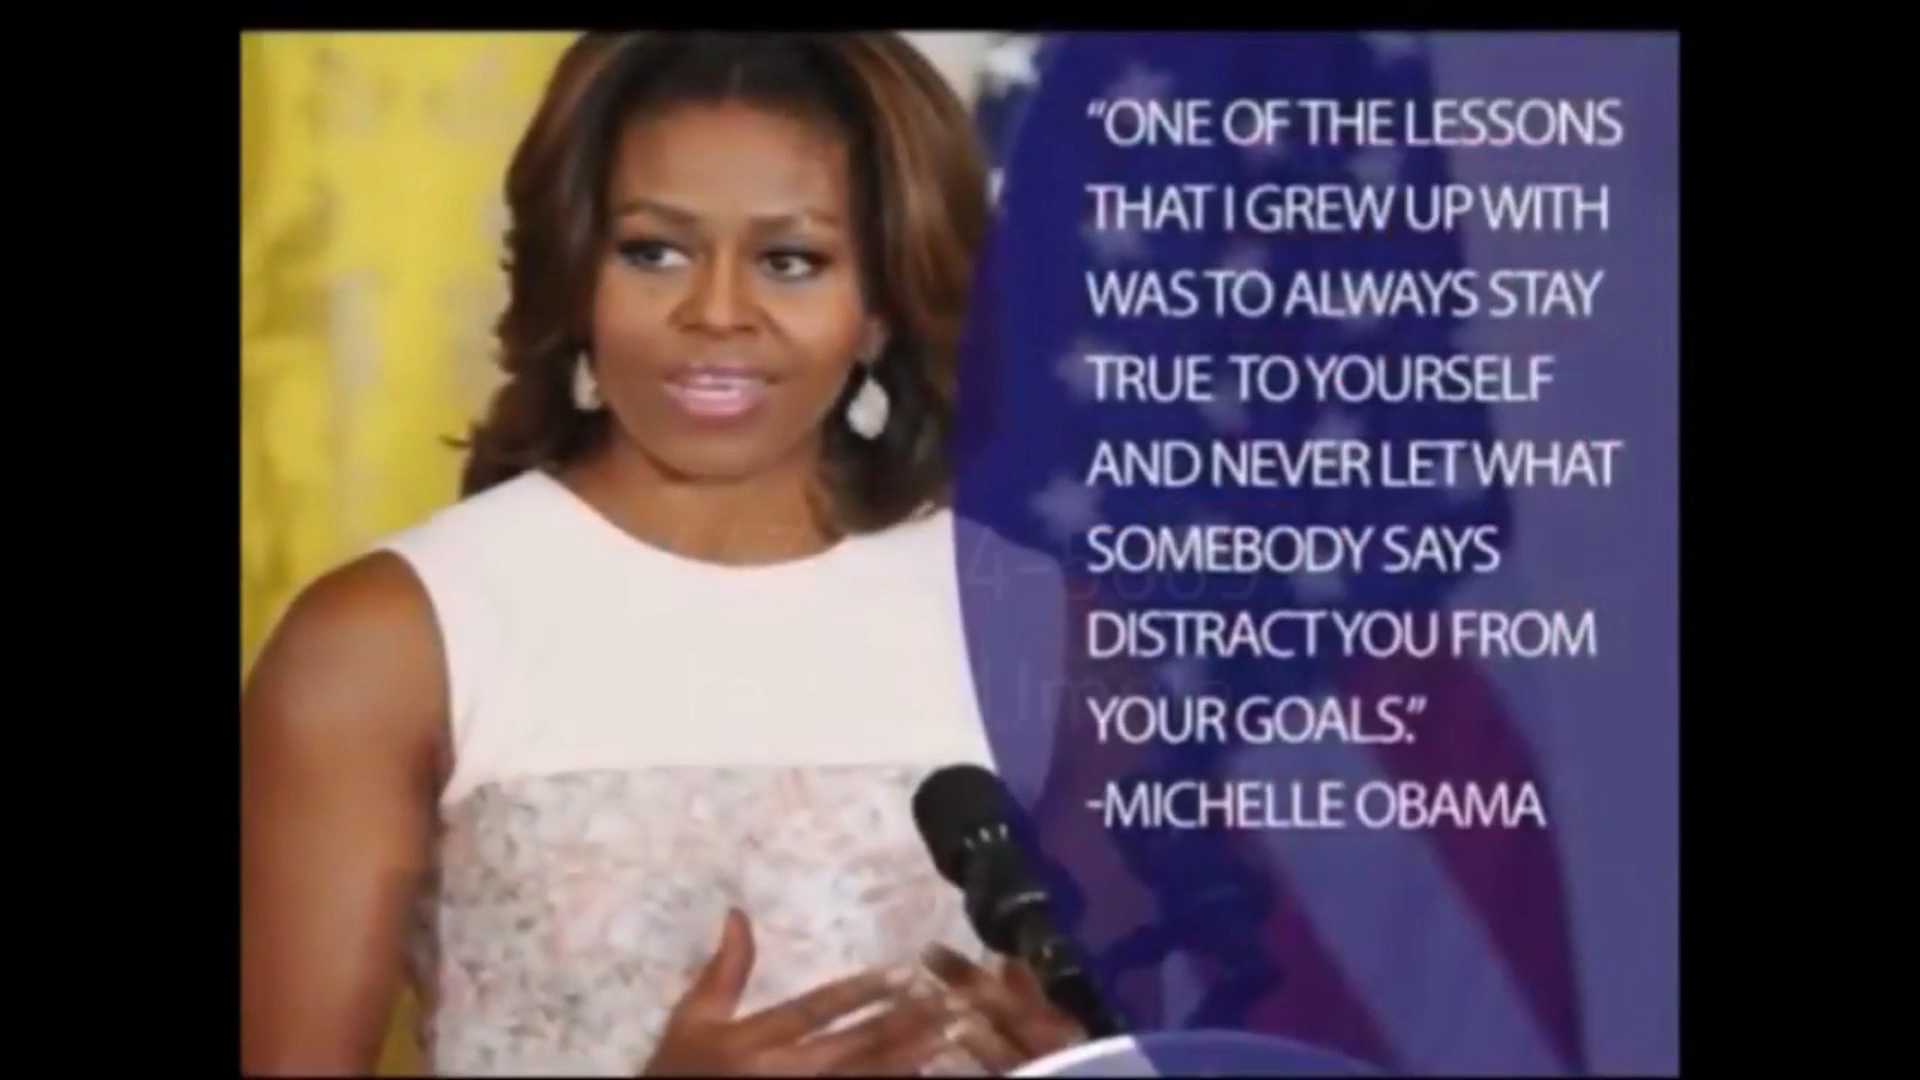 “ONE OF THE LESSONS
THAT I GREW UP WITH
WAS TO ALWAYS STAY
TRUE TO YOURSELF
AND NEVER LET WHAT
SOMEBODY SAYS
DISTRACT YOU FROM
YOUR GOALS.”
-MICHELLE OBAMA